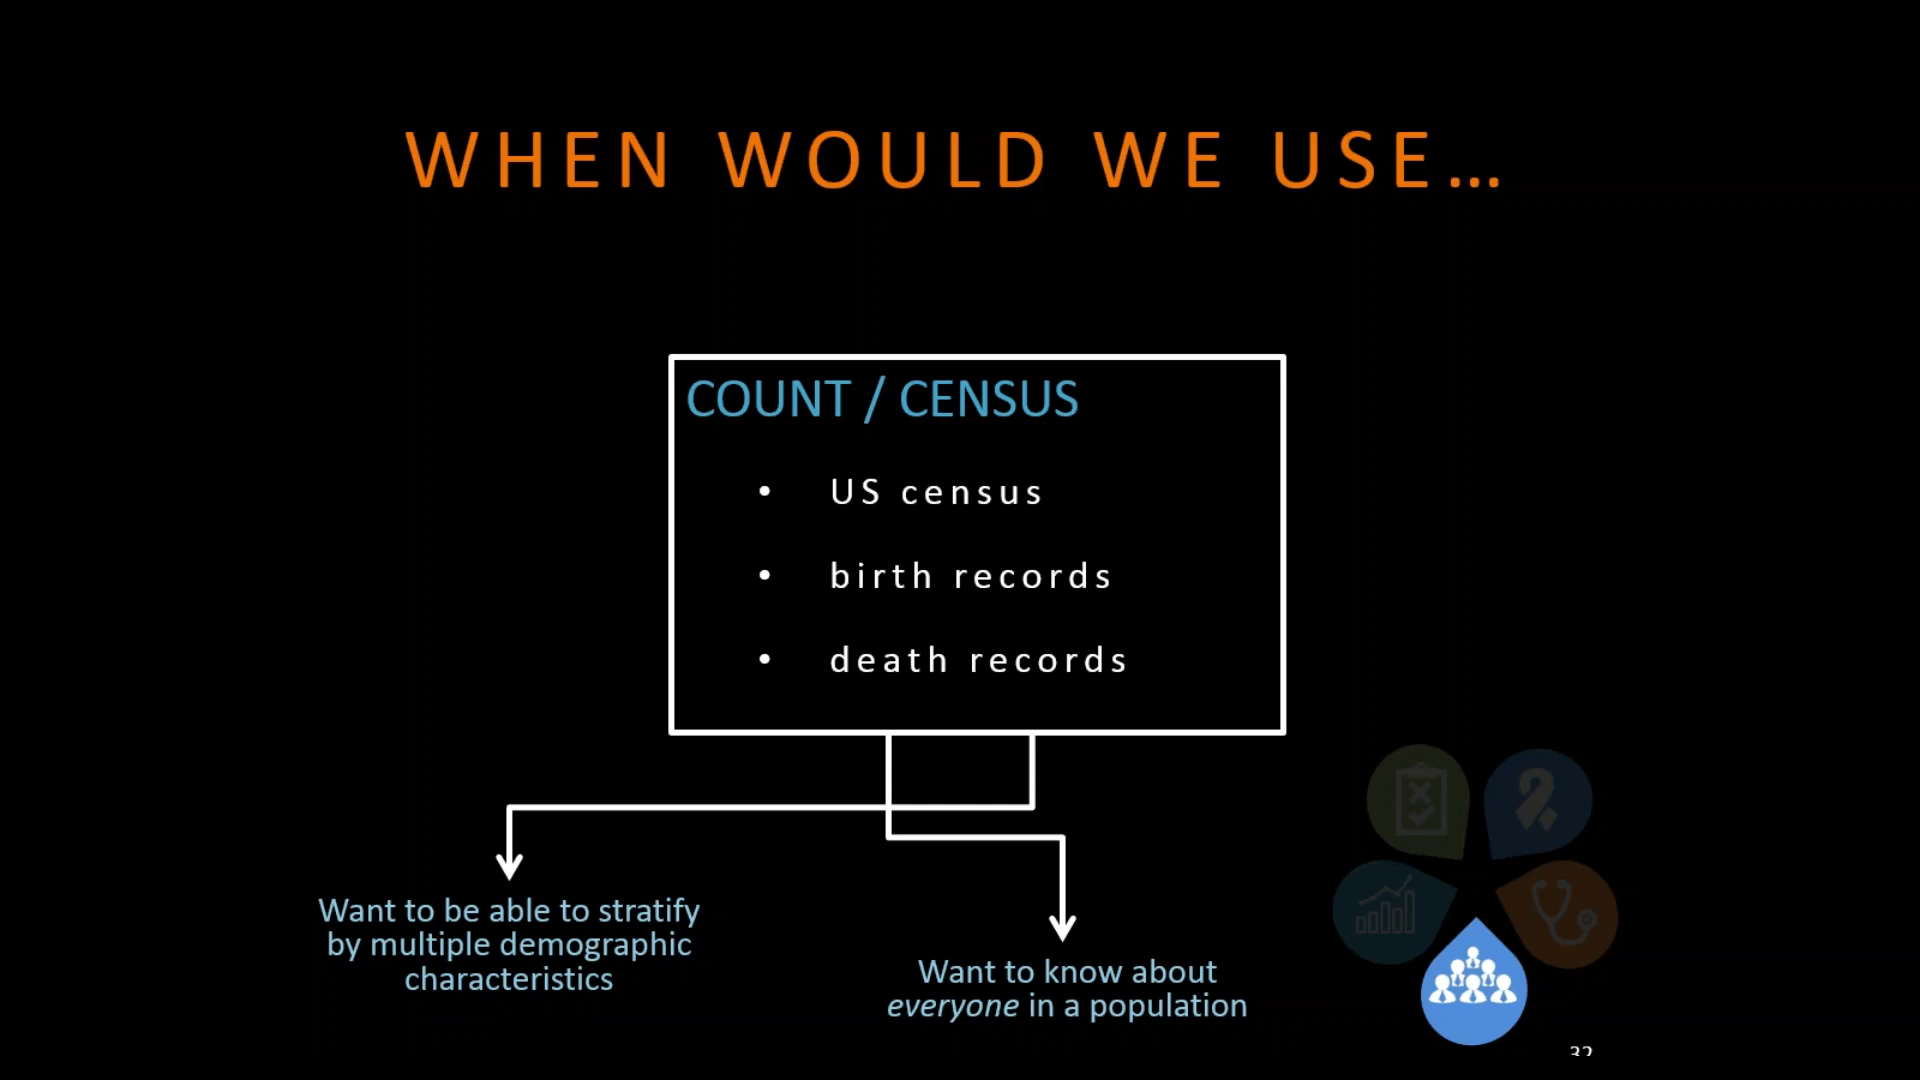 WHEN WOULD WE USE…
COUNT / CENSUS
• US census
• birth records
• death records
Want to be able to stratify
by multiple demographic
characteristics
Want to know about
everyone in a population
32